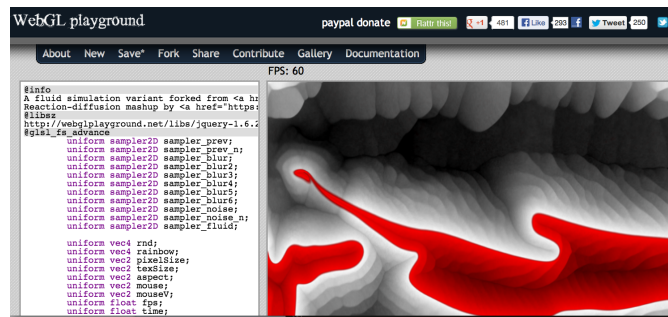 WebGL playground
paypal donate Flattr this! +1 481 Like 293 Tweet 250
About New Save* Fork Share Contribute Gallery Documentation
FPS: 60
@info
A fluid simulation variant forked from <a hr
Reaction-diffusion mashup by <a href="https:
@libsz
http://webglplayground.net/libs/jquery-1.6.2
@glsl_fs_advance
uniform sampler2D sampler_prev;
uniform sampler2D sampler_prev_n;
uniform sampler2D sampler_blur;
uniform sampler2D sampler_blur2;
uniform sampler2D sampler_blur3;
uniform sampler2D sampler_blur4;
uniform sampler2D sampler_blur5;
uniform sampler2D sampler_blur6;
uniform sampler2D sampler_noise;
uniform sampler2D sampler_noise_n;
uniform sampler2D sampler_fluid;
uniform vec4 rnd;
uniform vec4 rainbow;
uniform vec2 pixelSize;
uniform vec2 texSize;
uniform vec2 aspect;
uniform vec2 mouse;
uniform vec2 mouseV;
uniform float fps;
uniform float time;